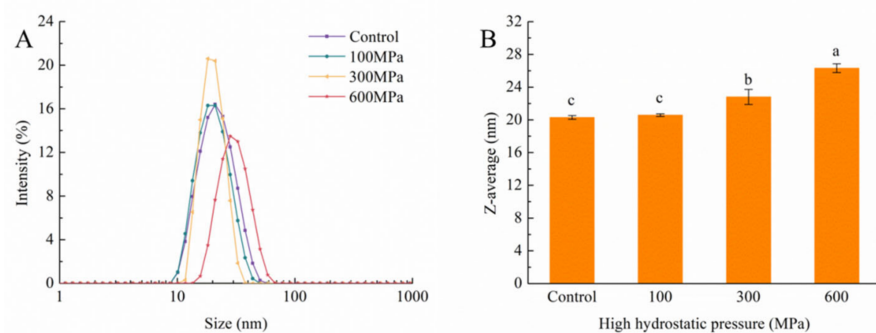 A
24
20
16
12
8
4
0
Intensity (%)
1
10
100
1000
Size (nm)
Control
100MPa
300MPa
600MPa
B
32
28
24
20
16
12
8
4
0
Z-average (nm)
c
c
b
a
Control
100
300
600
High hydrostatic pressure (MPa)